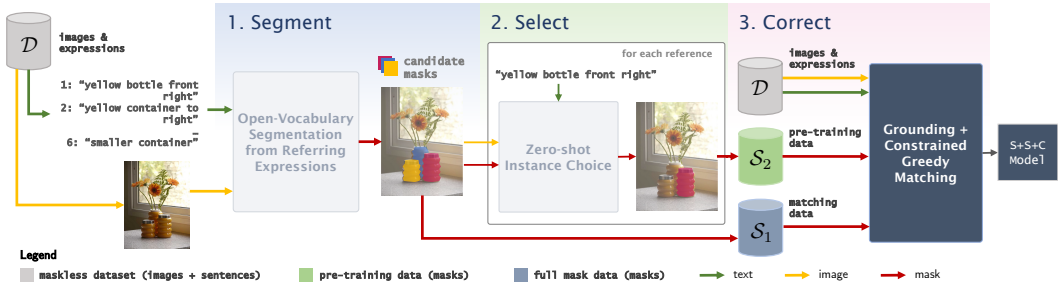 1. Segment
2. Select
3. Correct
D
images &
expressions
1: “yellow bottle front
right”
2: “yellow container to
right”
6: “smaller container”
Open-Vocabulary
Segmentation
from Referring
Expressions
candidate
masks
for each reference
“yellow bottle front right”
Zero-shot
Instance Choice
images &
expressions
D
pre-training
data
S2
matching
data
S1
Grounding +
Constrained
Greedy
Matching
S+S+C
Model
Legend
maskless dataset (images + sentences)
pre-training data (masks)
full mask data (masks)
text
image
mask